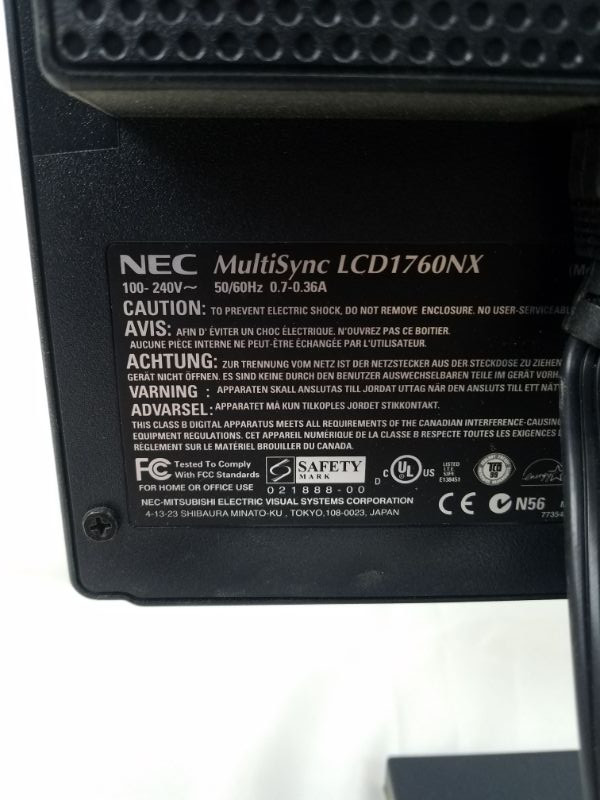 NEC MultiSync LCD1760NX
100- 240V~ 50/60Hz 0.7-0.36A
CAUTION: TO PREVENT ELECTRIC SHOCK, DO NOT REMOVE ENCLOSURE. NO USER-SERVICEABL
AVIS: AFIN D' ÉVITER UN CHOC ÉLECTRIQUE. N'OUVREZ PAS CE BOITIER.
AUCUNE PIÈCE INTERNE NE PEUT-ÊTRE ÉCHANGÉE PAR L'UTILISATEUR.
ACHTUNG: ZUR TRENNUNG VOM NETZ IST DER NETZSTECKER AUS DER STECKDOSE ZU ZIEHEN
GERÄT NICHT ÖFFNEN. ES SIND KEINE DURCH DEN BENUTZER AUSWECHSELBAREN TEILE IM GERÄT VORH
VARNING : APPARATEN SKALL ANSLUTAS TILL JORDAT UTTAG NÄR DEN ANSLUTS TILL ETT NÄT
ADVARSEL: APPARATET MÅ KUN TILKOPLES JORDET STIKKONTAKT.
THIS CLASS B DIGITAL APPARATUS MEETS ALL REQUIREMENTS OF THE CANADIAN INTERFERENCE-CAUSING
EQUIPMENT REGULATIONS. CET APPAREIL NUMÉRIQUE DE LA CLASSE B RESPECTE TOUTES LES EXIGENCES D
RÈGLEMENT SUR LE MATÉRIEL BROUILLEUR DU CANADA.
FC Tested To Comply
With FCC Standards
FOR HOME OR OFFICE USE
S SAFETY
MARK
021888-00
D C UL US LISTED
I.T.E.
E138451
TCO
99
energy
NEC-MITSUBISHI ELECTRIC VISUAL SYSTEMS CORPORATION
4-13-23 SHIBAURA MINATO-KU , TOKYO,108-0023, JAPAN
CE N56
77354